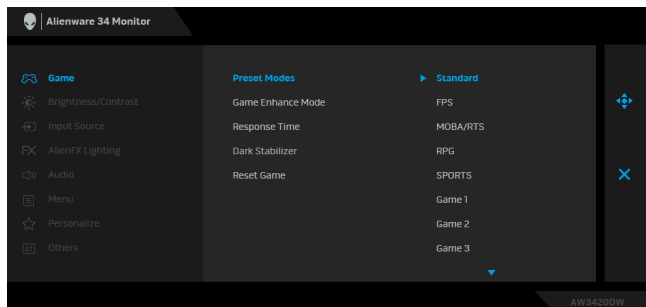 Alienware 34 Monitor
Game Preset Modes Standard
Brightness/Contrast Game Enhance Mode FPS
Input Source Response Time MOBA/RTS
FX AlienFX Lighting Dark Stabilizer RPG
Audio Reset Game SPORTS
Menu Game 1
Personalize Game 2
Others Game 3
AW3420DW